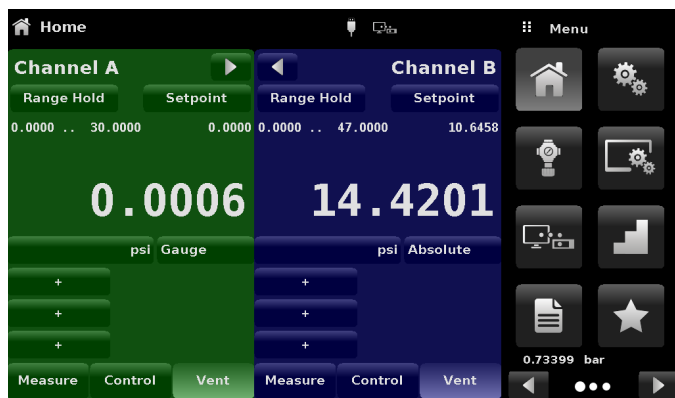 Home
Menu
Channel A
Channel B
Range Hold
Setpoint
Range Hold
Setpoint
0.0000 .. 30.0000
0.0000
0.0000 .. 47.0000
10.6458
0.0006
14.4201
psi
Gauge
psi
Absolute
+
+
+
+
+
+
0.73399 bar
Measure
Control
Vent
Measure
Control
Vent